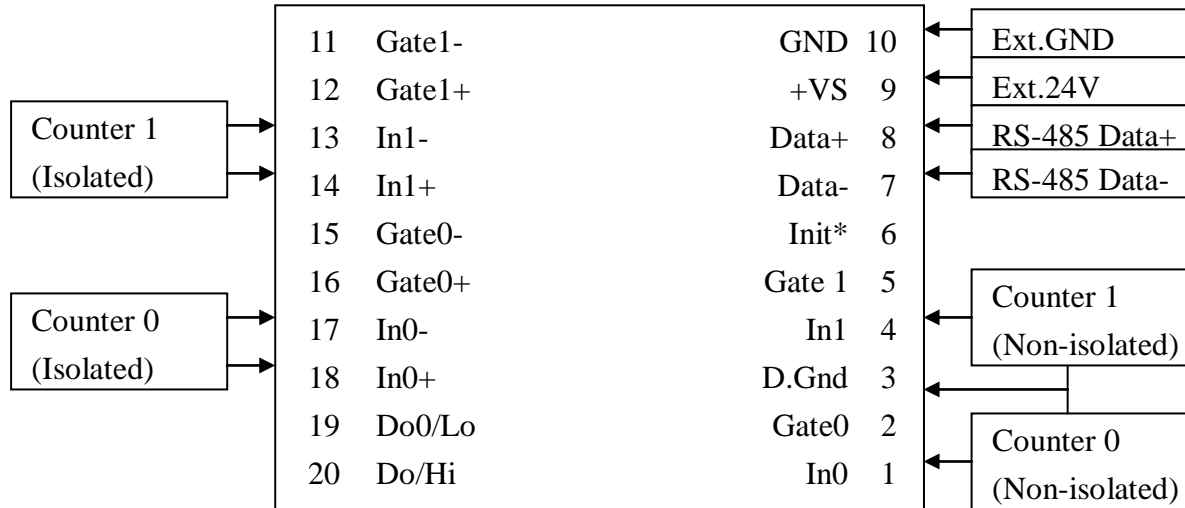 Counter 1
(Isolated)
Counter 0
(Isolated)
11 Gate1-
12 Gate1+
13 In1-
14 In1+
15 Gate0-
16 Gate0+
17 In0-
18 In0+
19 Do0/Lo
20 Do/Hi
GND 10
+VS 9
Data+ 8
Data- 7
Init* 6
Gate 1 5
In1 4
D.Gnd 3
Gate0 2
In0 1
Ext.GND
Ext.24V
RS-485 Data+
RS-485 Data-
Counter 1
(Non-isolated)
Counter 0
(Non-isolated)